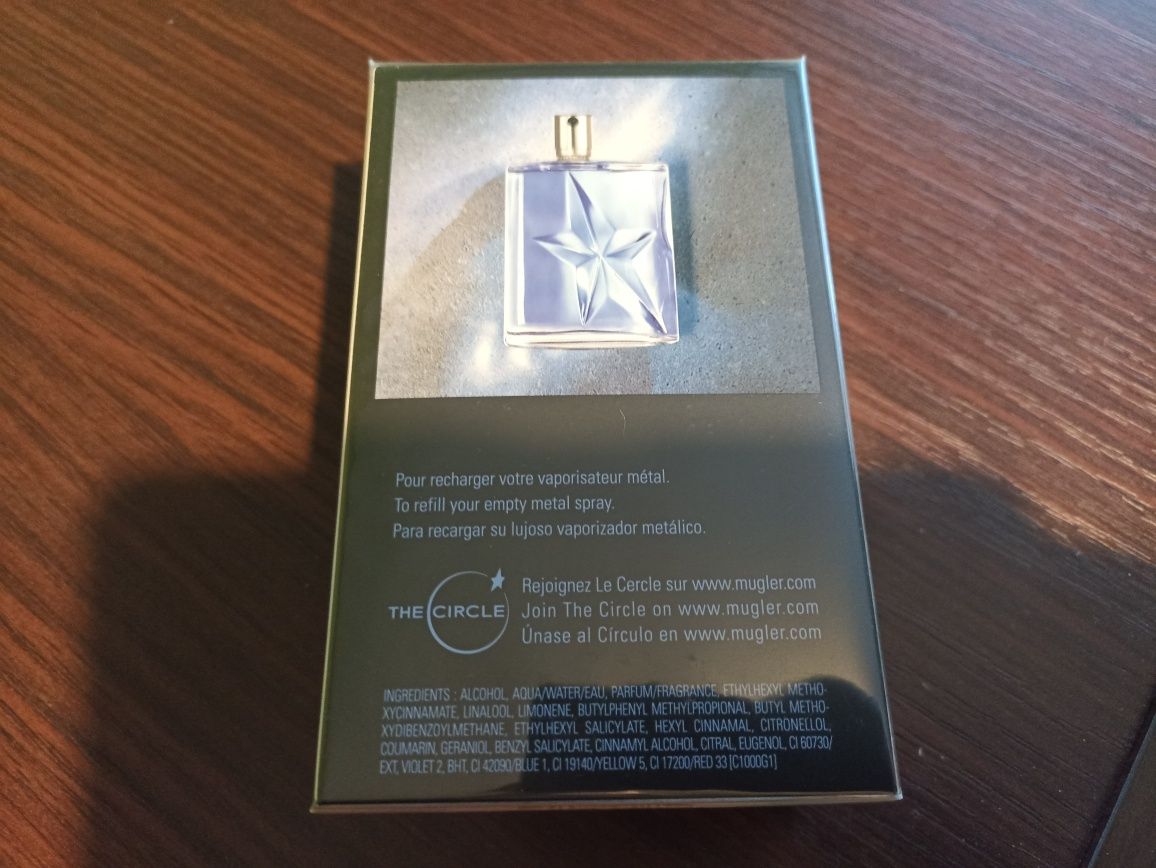 Pour recharger votre vaporisateur métal.
To refill your empty metal spray.
Para recargar su lujoso vaporizador metálico.
THE CIRCLE
Rejoignez Le Cercle sur www.mugler.com
Join The Circle on www.mugler.com
Únase al Círculo en www.mugler.com
INGREDIENTS : ALCOHOL, AQUA/WATER/EAU, PARFUM/FRAGRANCE, ETHYLHEXYL METHO-
XYCINNAMATE, LINALOOL, LIMONENE, BUTYLPHENYL METHYLPROPIONAL, BUTYL METHO-
XYDIBENZOYLMETHANE, ETHYLHEXYL SALICYLATE, HEXYL CINNAMAL, CITRONELLOL,
COUMARIN, GERANIOL, BENZYL SALICYLATE, CINNAMYL ALCOHOL, CITRAL, EUGENOL, CI 60730/
EXT. VIOLET 2, BHT, CI 42090/BLUE 1, CI 19140/YELLOW 5, CI 17200/RED 33 [C1000G1]